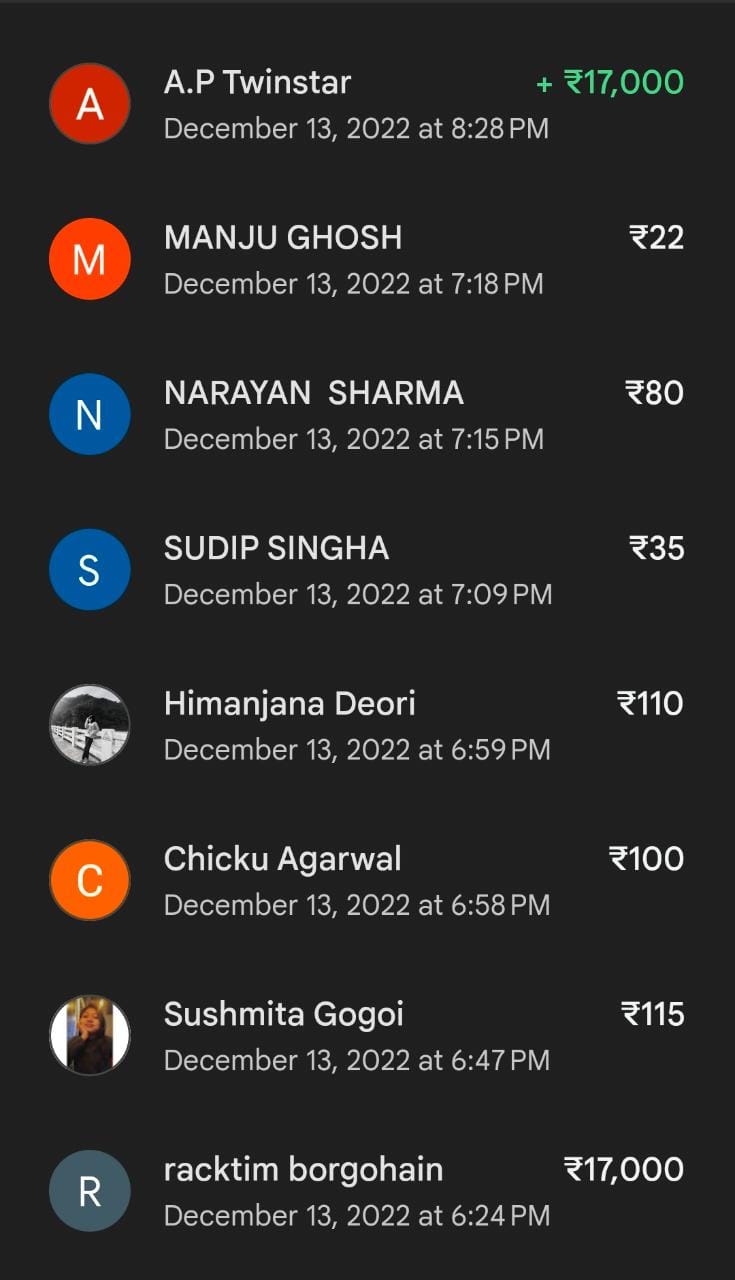 A
A.P Twinstar
+ ₹17,000
December 13, 2022 at 8:28 PM
M
MANJU GHOSH
₹22
December 13, 2022 at 7:18 PM
N
NARAYAN  SHARMA
₹80
December 13, 2022 at 7:15 PM
S
SUDIP SINGHA
₹35
December 13, 2022 at 7:09 PM
Himanjana Deori
₹110
December 13, 2022 at 6:59 PM
C
Chicku Agarwal
₹100
December 13, 2022 at 6:58 PM
Sushmita Gogoi
₹115
December 13, 2022 at 6:47 PM
R
racktim borgohain
₹17,000
December 13, 2022 at 6:24 PM